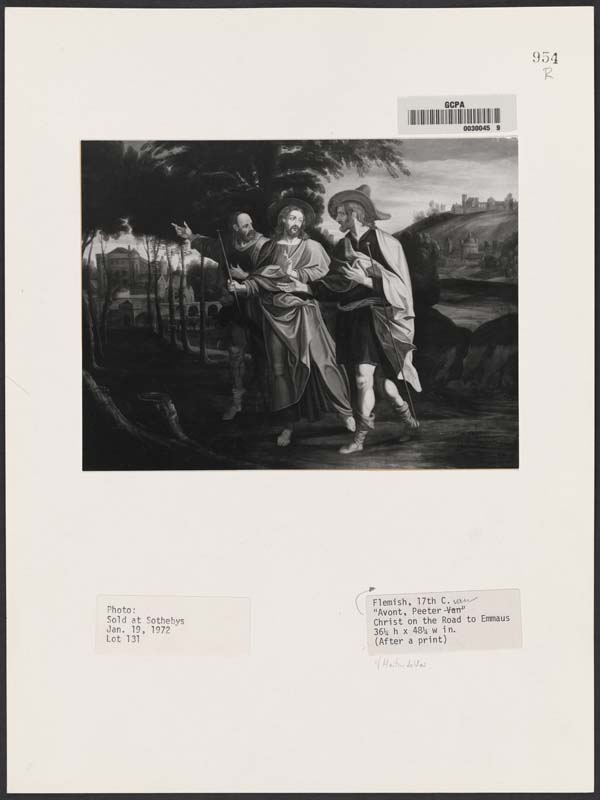 954
R
GCPA
0030045 9
Photo:
Sold at Sothebys
Jan. 19, 1972
Lot 131
Flemish, 17th C. van
"Avont, Peeter Van"
Christ on the Road to Emmaus
36¼ h x 48¼ w in.
(After a print)